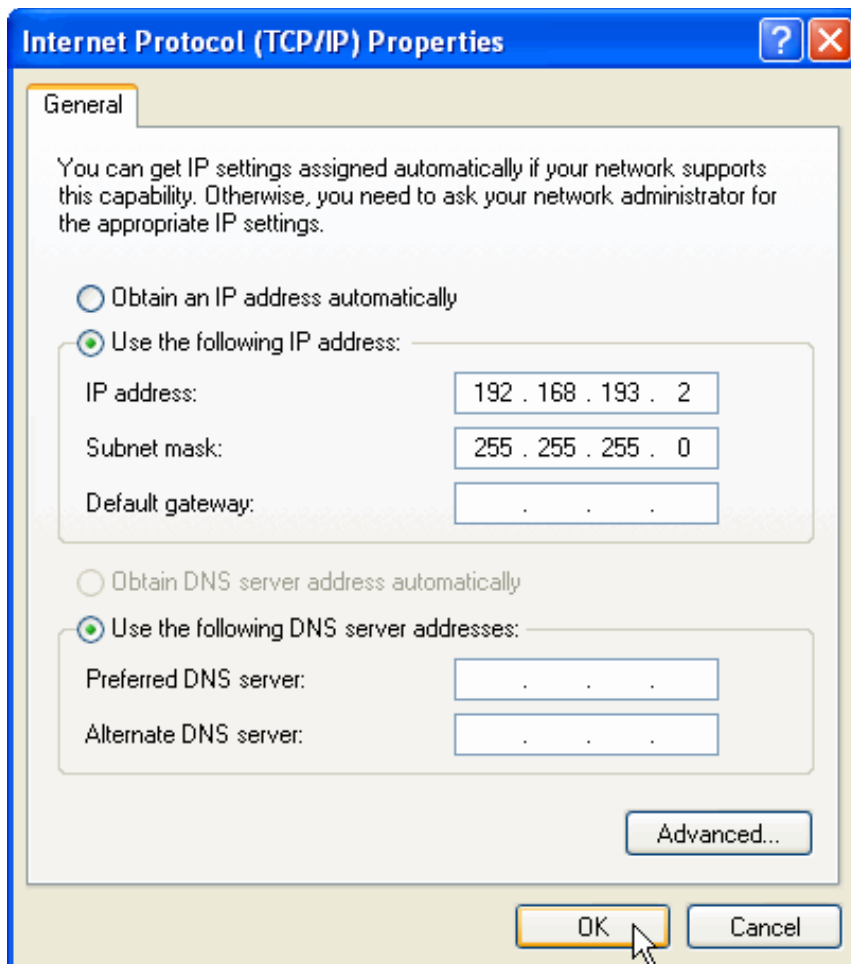 Internet Protocol (TCP/IP) Properties
General
You can get IP settings assigned automatically if your network supports
this capability. Otherwise, you need to ask your network administrator for
the appropriate IP settings.
Obtain an IP address automatically
Use the following IP address:
IP address: 192 . 168 . 193 . 2
Subnet mask: 255 . 255 . 255 . 0
Default gateway: . . .
Obtain DNS server address automatically
Use the following DNS server addresses:
Preferred DNS server: . . .
Alternate DNS server: . . .
Advanced...
OK Cancel